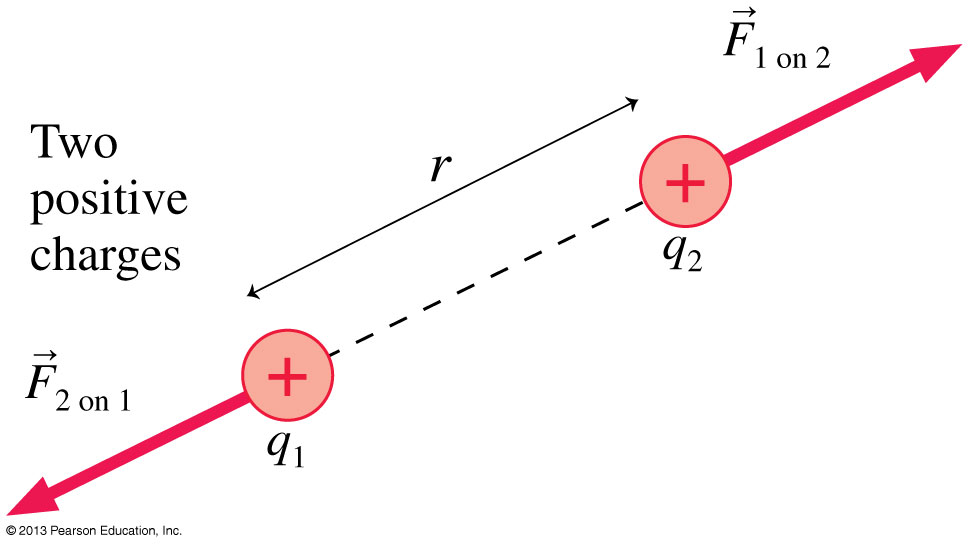 F⃗1 on 2
Two
positive
charges
r
+
q2
F⃗2 on 1
+
q1
© 2013 Pearson Education, Inc.